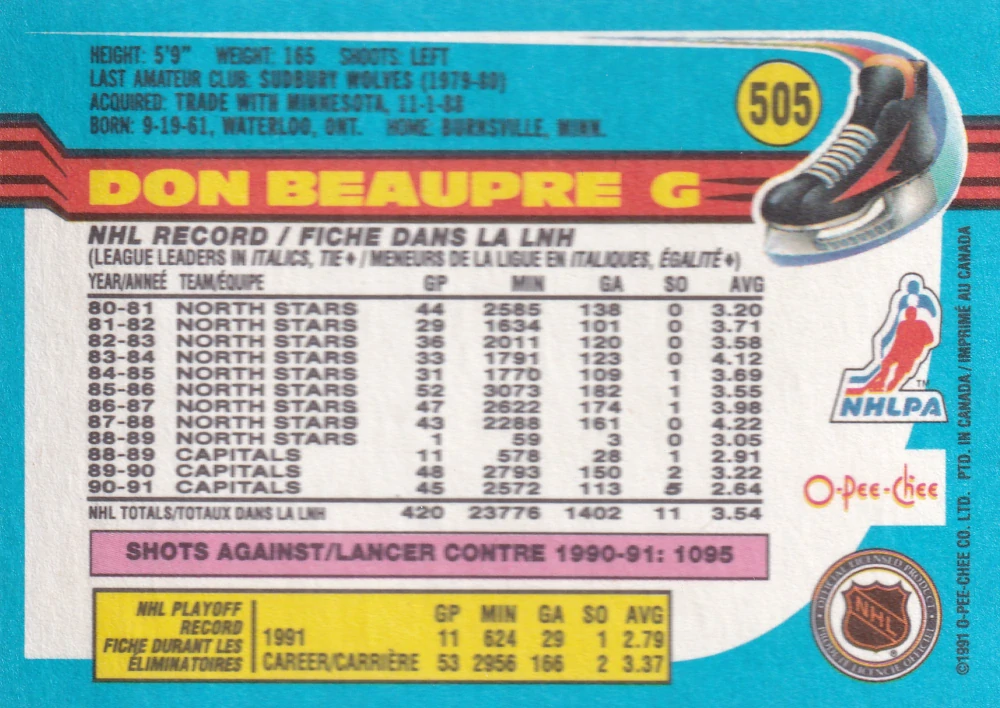 HEIGHT: 5'9" WEIGHT: 165 SHOOTS: LEFT
LAST AMATEUR CLUB: SUDBURY WOLVES (1979-80)
ACQUIRED: TRADE WITH MINNESOTA, 11-1-88
BORN: 9-19-61, WATERLOO, ONT. HOME: BURNSVILLE, MINN.
505
DON BEAUPRE G
NHL RECORD / FICHE DANS LA LNH
(LEAGUE LEADERS IN ITALICS, TIE♦ / MENEURS DE LA LIGUE EN ITALIQUES, ÉGALITÉ♦)
YEAR/ANNEÉ TEAM/ÉQUIPE GP MIN GA SO AVG
80-81 NORTH STARS 44 2585 138 0 3.20
81-82 NORTH STARS 29 1634 101 0 3.71
82-83 NORTH STARS 36 2011 120 0 3.58
83-84 NORTH STARS 33 1791 123 0 4.12
84-85 NORTH STARS 31 1770 109 1 3.69
85-86 NORTH STARS 52 3073 182 1 3.55
86-87 NORTH STARS 47 2622 174 1 3.98
87-88 NORTH STARS 43 2288 161 0 4.22
88-89 NORTH STARS 1 59 3 0 3.05
88-89 CAPITALS 11 578 28 1 2.91
89-90 CAPITALS 48 2793 150 2 3.22
90-91 CAPITALS 45 2572 113 5 2.64
NHL TOTALS/TOTAUX DANS LA LNH 420 23776 1402 11 3.54
SHOTS AGAINST/LANCER CONTRE 1990-91: 1095
NHL PLAYOFF
RECORD
FICHE DURANT LES
ÉLIMINATOIRES
GP MIN GA SO AVG
1991 11 624 29 1 2.79
CAREER/CARRIÈRE 53 2956 166 2 3.37
TM
NHLPA
O-Pee-Chee
OFFICIAL LICENSED PRODUCT
NHL
®
PRODUIT LICENCIÉ OFFICIEL
©1991 O-PEE-CHEE CO. LTD. PTD. IN CANADA / IMPRIMÉ AU CANADA